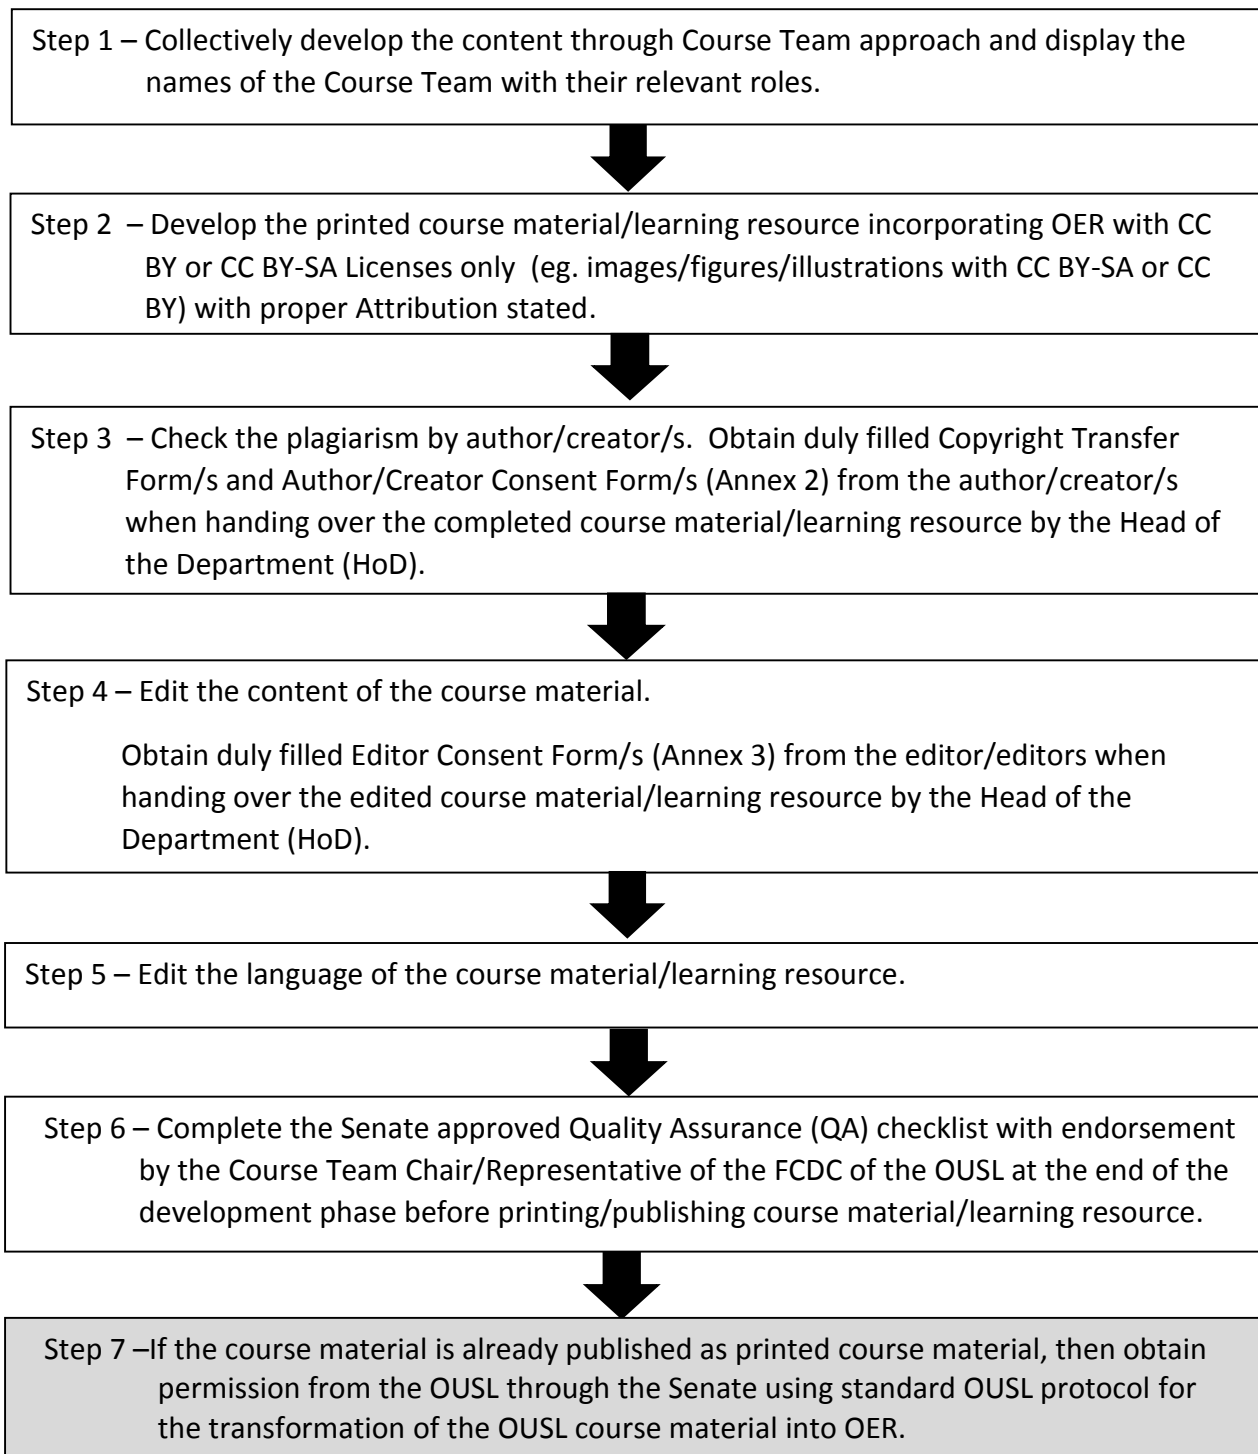 Step 1 – Collectively develop the content through Course Team approach and display the
names of the Course Team with their relevant roles.
Step 2 – Develop the printed course material/learning resource incorporating OER with CC
BY or CC BY-SA Licenses only (eg. images/figures/illustrations with CC BY-SA or CC
BY) with proper Attribution stated.
Step 3 – Check the plagiarism by author/creator/s. Obtain duly filled Copyright Transfer
Form/s and Author/Creator Consent Form/s (Annex 2) from the author/creator/s
when handing over the completed course material/learning resource by the Head of
the Department (HoD).
Step 4 – Edit the content of the course material.
Obtain duly filled Editor Consent Form/s (Annex 3) from the editor/editors when
handing over the edited course material/learning resource by the Head of the
Department (HoD).
Step 5 – Edit the language of the course material/learning resource.
Step 6 – Complete the Senate approved Quality Assurance (QA) checklist with endorsement
by the Course Team Chair/Representative of the FCDC of the OUSL at the end of the
development phase before printing/publishing course material/learning resource.
Step 7 –If the course material is already published as printed course material, then obtain
permission from the OUSL through the Senate using standard OUSL protocol for
the transformation of the OUSL course material into OER.